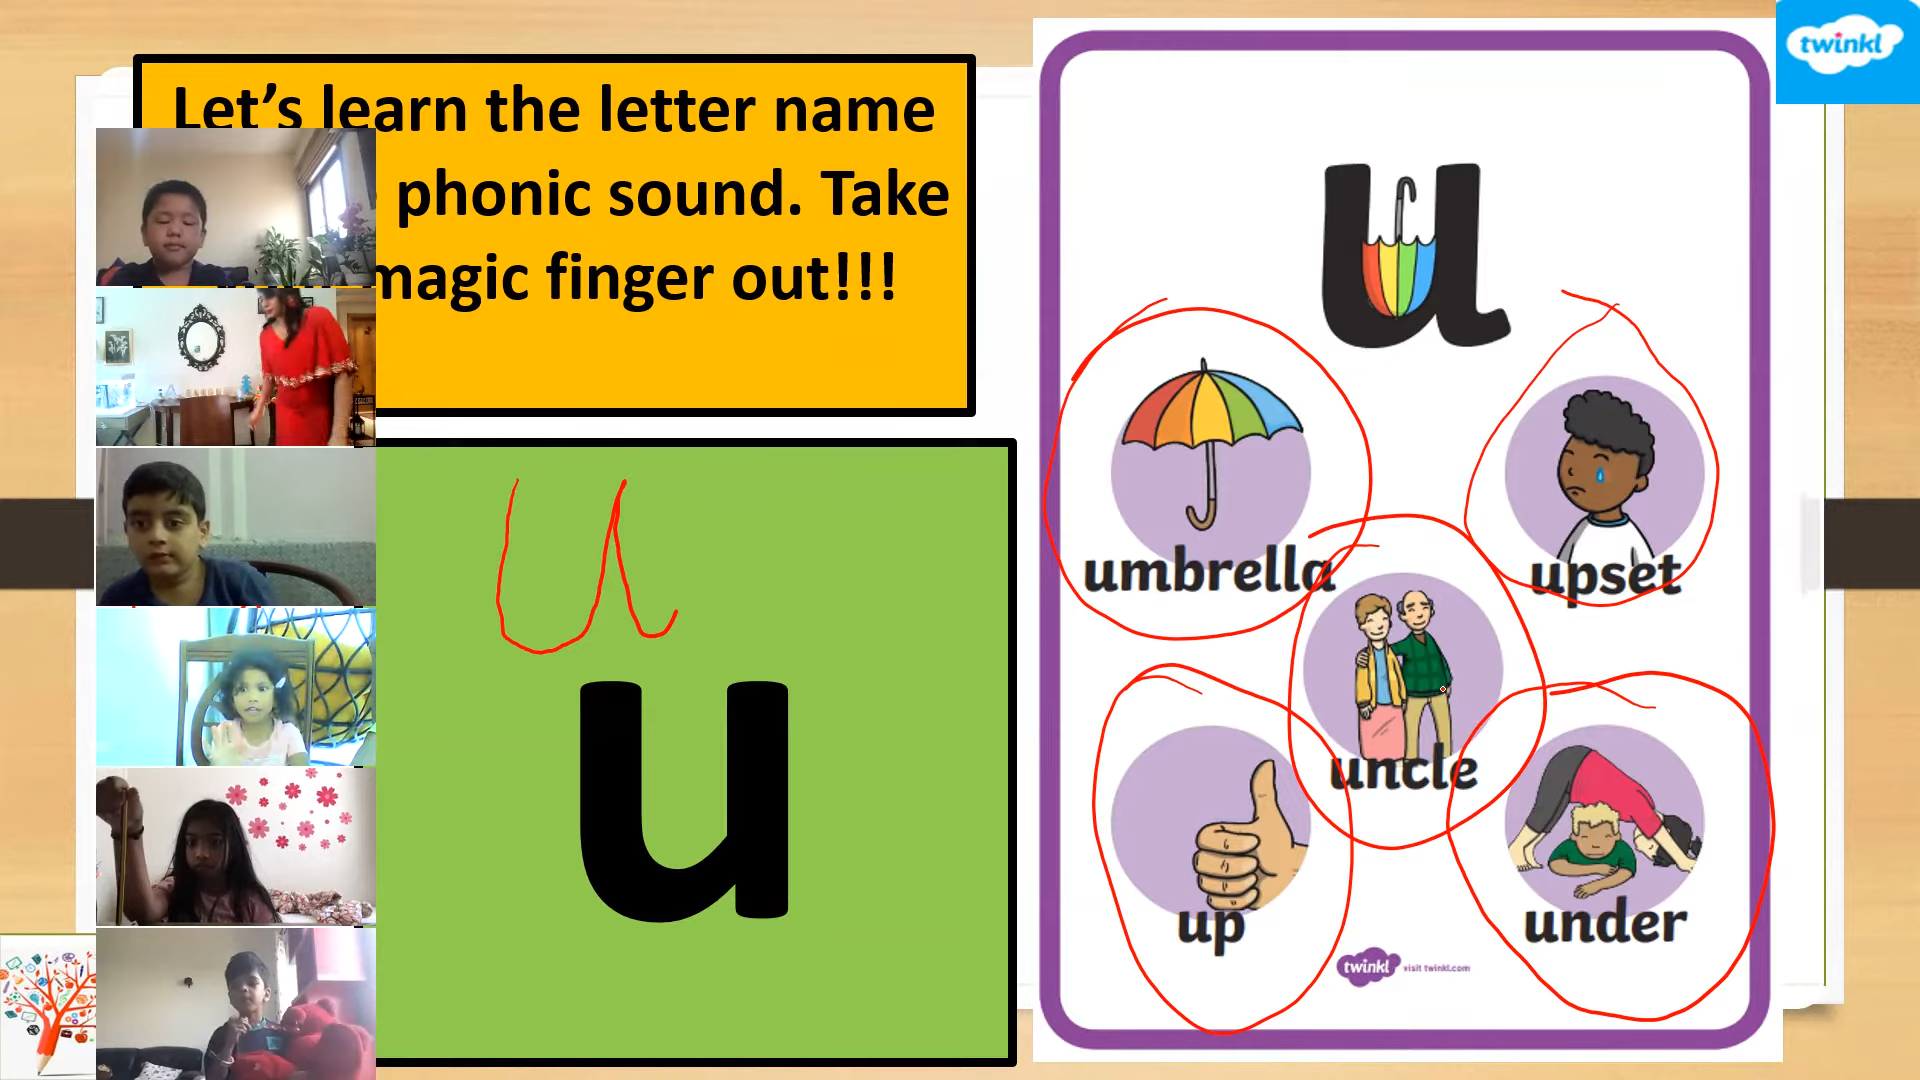 Let's learn the letter name
phonic sound. Take
magic finger out!!!
u
u
twinkl
u
umbrella
upset
uncle
up
under
twinkl visit twinkl.com